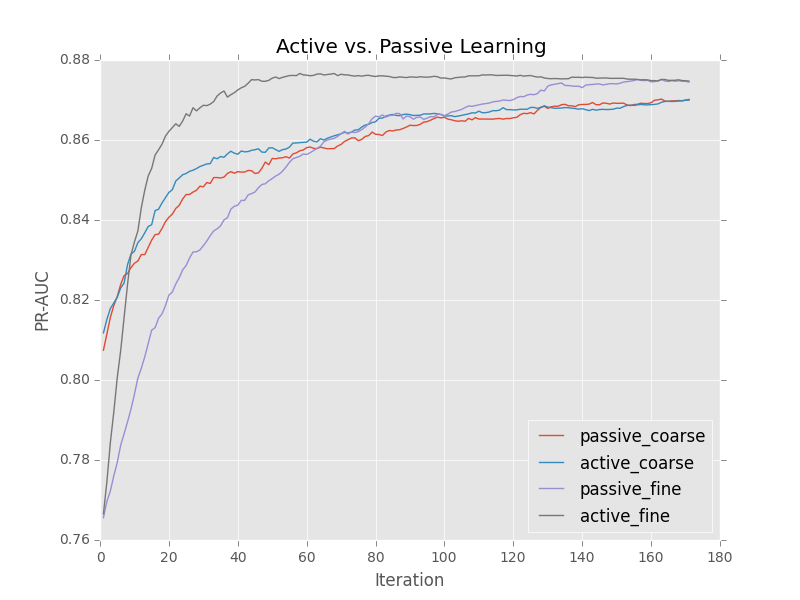 Active vs. Passive Learning
0.88
0.86
0.84
0.82
0.80
0.78
0.76
PR-AUC
0 20 40 60 80 100 120 140 160 180
Iteration
passive_coarse
active_coarse
passive_fine
active_fine